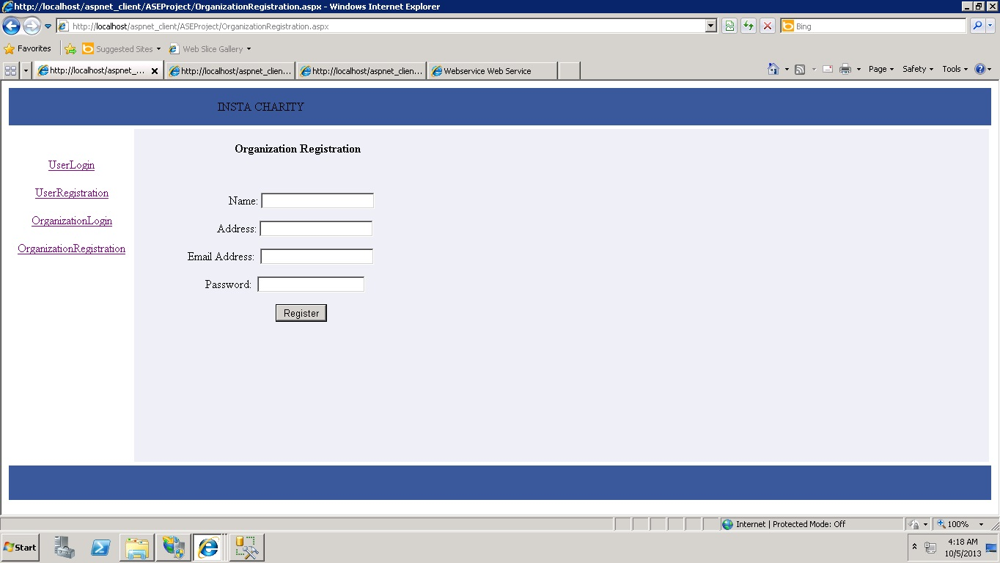 http://localhost/aspnet_client/ASEProject/OrganizationRegistration.aspx - Windows Internet Explorer
http://localhost/aspnet_client/ASEProject/OrganizationRegistration.aspx Bing
Favorites Suggested Sites Web Slice Gallery
http://localhost/aspnet_... http://localhost/aspnet_clien... http://localhost/aspnet_clien... Webservice Web Service Page Safety Tools
INSTA CHARITY
Organization Registration
UserLogin
UserRegistration
Name:
OrganizationLogin
Address:
OrganizationRegistration
Email Address:
Password:
Register
Internet | Protected Mode: Off 100%
Start
4:18 AM
10/5/2013